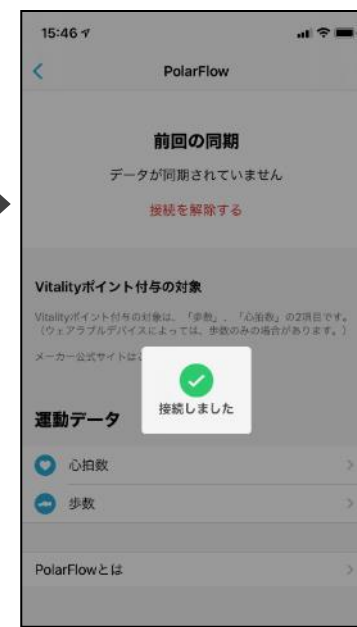 15:46
PolarFlow
前回の同期
データが同期されていません
接続を解除する
Vitalityポイント付与の対象
Vitalityポイント付与の対象は、「歩数」、「心拍数」の2項目です。
（ウェアラブルデバイスによっては、歩数のみの場合があります。）
メーカー公式サイトは
接続しました
運動データ
心拍数
歩数
PolarFlowとは